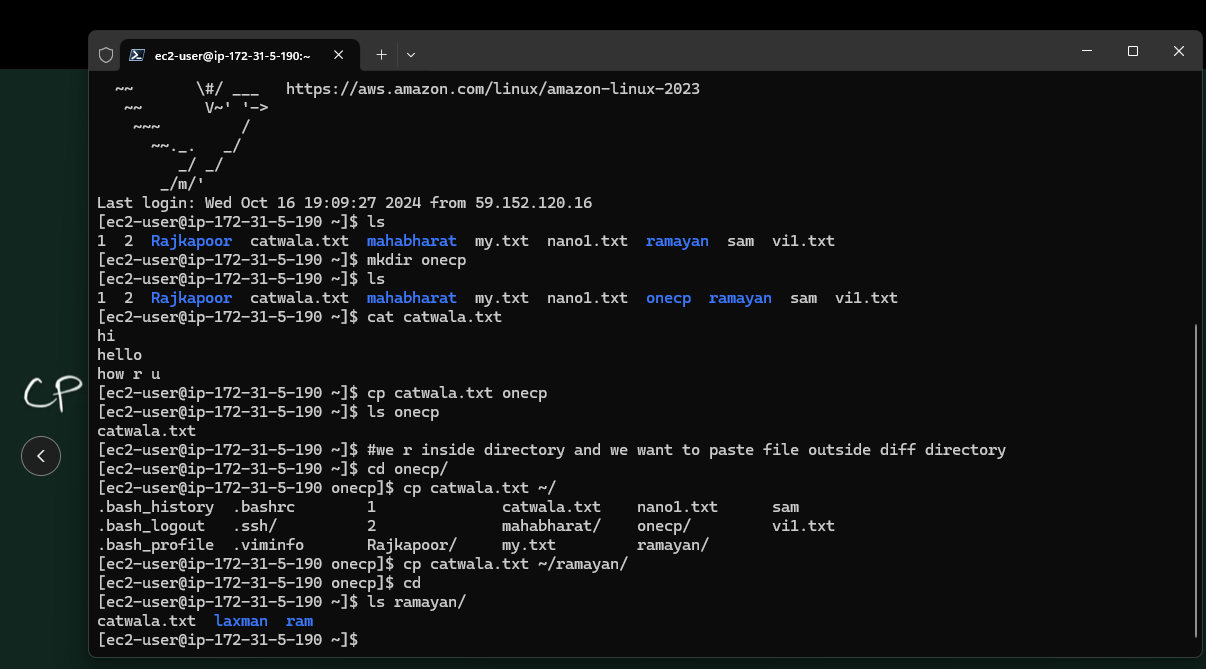 ec2-user@ip-172-31-5-190:~
~~       \#/ ___   https://aws.amazon.com/linux/amazon-linux-2023
~~       V~' '->
~~~         /
~~._.   _/
_/ _/
_/m/'
Last login: Wed Oct 16 19:09:27 2024 from 59.152.120.16
[ec2-user@ip-172-31-5-190 ~]$ ls
1  2  Rajkapoor  catwala.txt  mahabharat  my.txt  nano1.txt  ramayan  sam  vi1.txt
[ec2-user@ip-172-31-5-190 ~]$ mkdir onecp
[ec2-user@ip-172-31-5-190 ~]$ ls
1  2  Rajkapoor  catwala.txt  mahabharat  my.txt  nano1.txt  onecp  ramayan  sam  vi1.txt
[ec2-user@ip-172-31-5-190 ~]$ cat catwala.txt
hi
hello
how r u
[ec2-user@ip-172-31-5-190 ~]$ cp catwala.txt onecp
[ec2-user@ip-172-31-5-190 ~]$ ls onecp
catwala.txt
[ec2-user@ip-172-31-5-190 ~]$ #we r inside directory and we want to paste file outside diff directory
[ec2-user@ip-172-31-5-190 ~]$ cd onecp/
[ec2-user@ip-172-31-5-190 onecp]$ cp catwala.txt ~/
.bash_history  .bashrc        1              catwala.txt    nano1.txt      sam
.bash_logout   .ssh/          2              mahabharat/    onecp/         vi1.txt
.bash_profile  .viminfo       Rajkapoor/     my.txt         ramayan/
[ec2-user@ip-172-31-5-190 onecp]$ cp catwala.txt ~/ramayan/
[ec2-user@ip-172-31-5-190 onecp]$ cd
[ec2-user@ip-172-31-5-190 ~]$ ls ramayan/
catwala.txt  laxman  ram
[ec2-user@ip-172-31-5-190 ~]$
CP